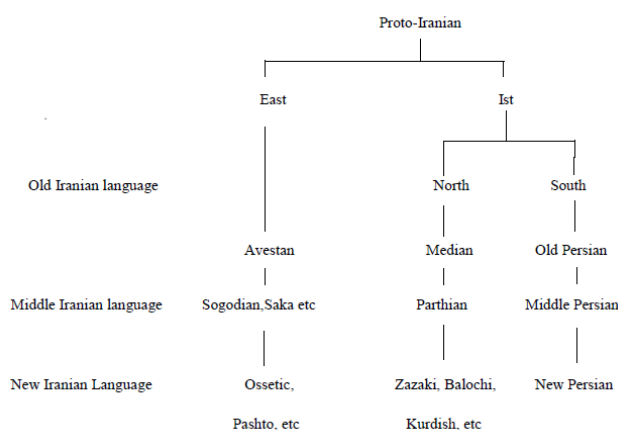 Proto-Iranian
East Ist
Old Iranian language North South
Avestan Median Old Persian
Middle Iranian language Sogodian,Saka etc Parthian Middle Persian
New Iranian Language Ossetic, Zazaki, Balochi, New Persian
Pashto, etc Kurdish, etc